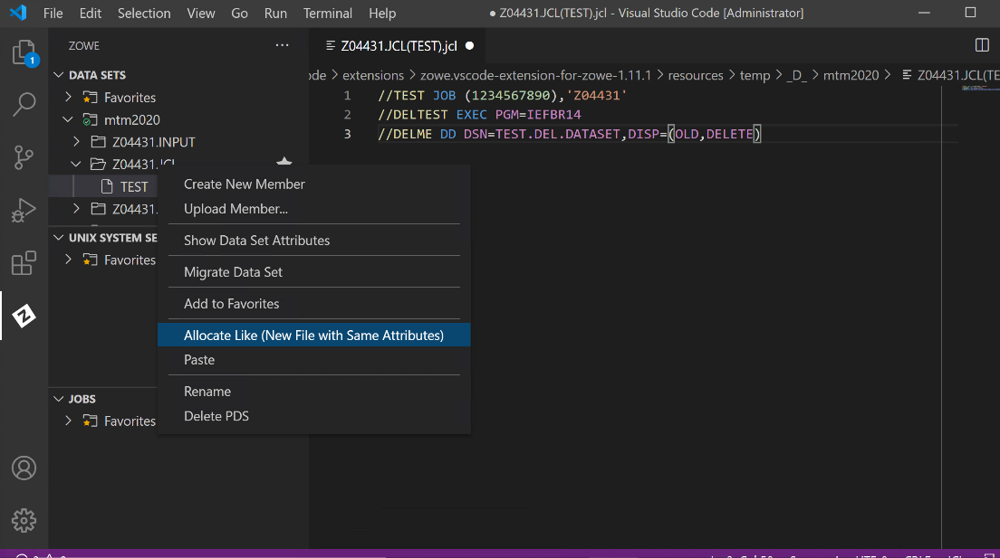 File Edit Selection View Go Run Terminal Help
● Z04431.JCL(TEST).jcl - Visual Studio Code [Administrator]
ZOWE
Z04431.JCL(TEST).jcl
1
DATA SETS
Favorites
mtm2020
Z04431.INPUT
Z04431.JCL
TEST
Z04431.
UNIX SYSTEM SE
Favorites
JOBS
Favorites
ode > extensions > zowe.vscode-extension-for-zowe-1.11.1 > resources > temp > _D_ > mtm2020 > Z04431.JCL(TE
1 //TEST JOB (1234567890),'Z04431'
2 //DELTEST EXEC PGM=IEFBR14
3 //DELME DD DSN=TEST.DEL.DATASET,DISP=(OLD,DELETE)
Create New Member
Upload Member...
Show Data Set Attributes
Migrate Data Set
Add to Favorites
Allocate Like (New File with Same Attributes)
Paste
Rename
Delete PDS